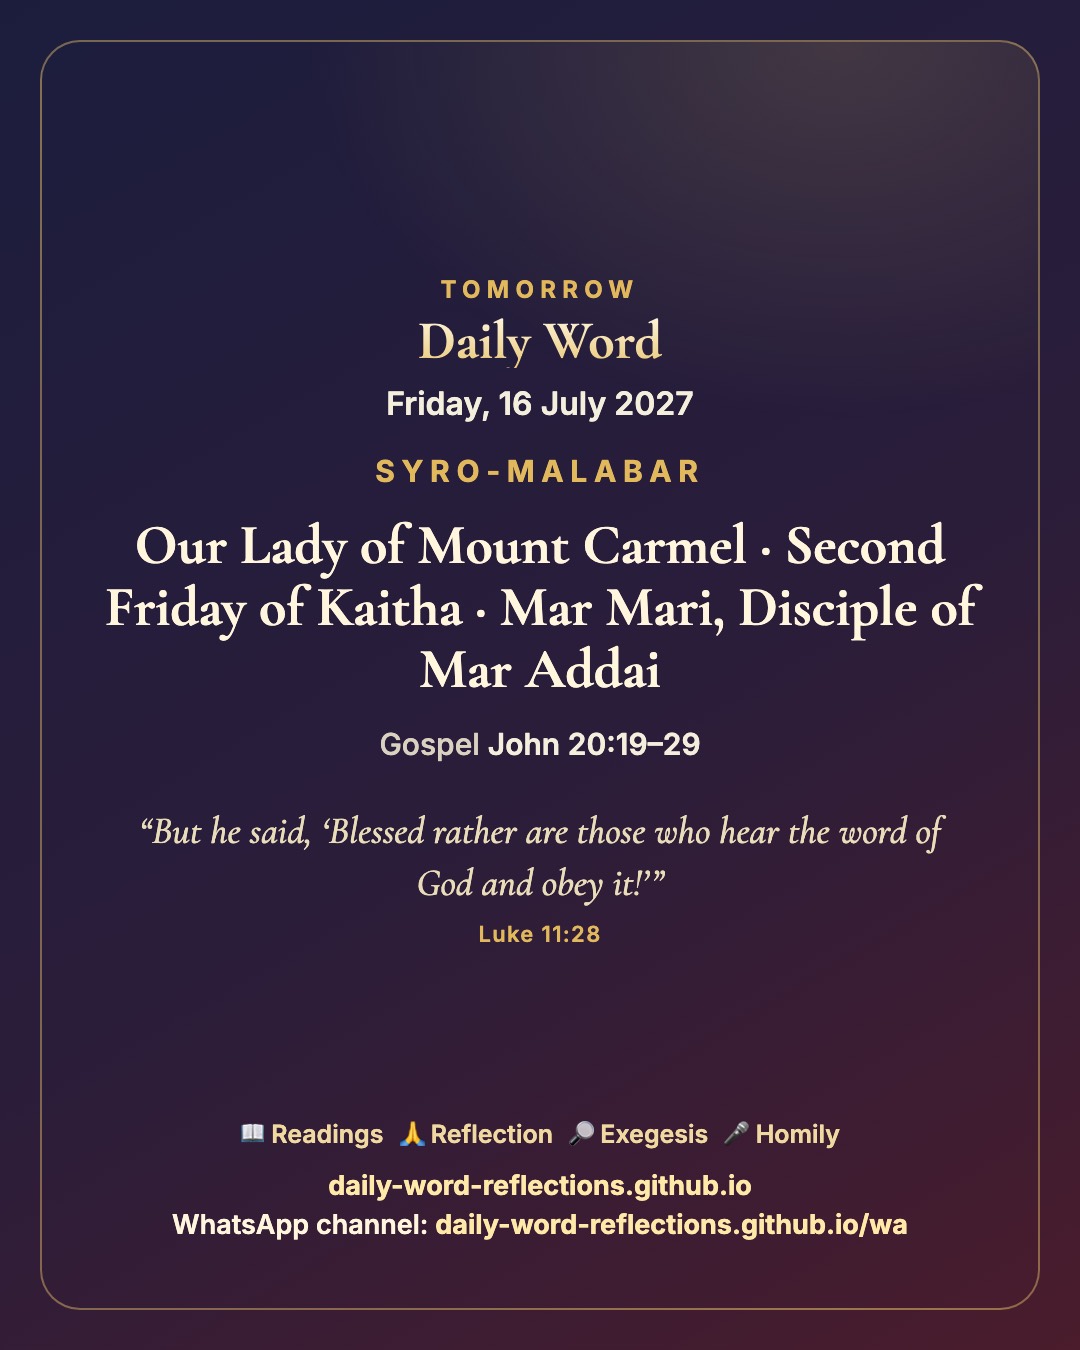 TOMORROW
Daily Word
Friday, 16 July 2027
SYRO-MALABAR
Our Lady of Mount Carmel · Second
Friday of Kaitha · Mar Mari, Disciple of
Mar Addai
Gospel John 20:19–29
“But he said, ‘Blessed rather are those who hear the word of
God and obey it!’”
Luke 11:28
📖 Readings 🙏 Reflection 🔎 Exegesis 🎤 Homily
daily-word-reflections.github.io
WhatsApp channel: daily-word-reflections.github.io/wa